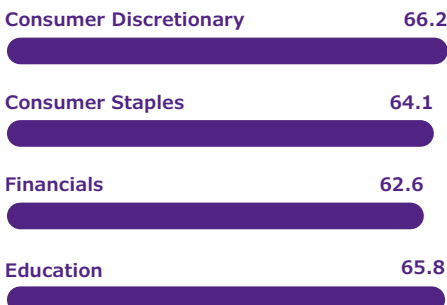 Consumer Discretionary 66.2
Consumer Staples 64.1
Financials 62.6
Education 65.8